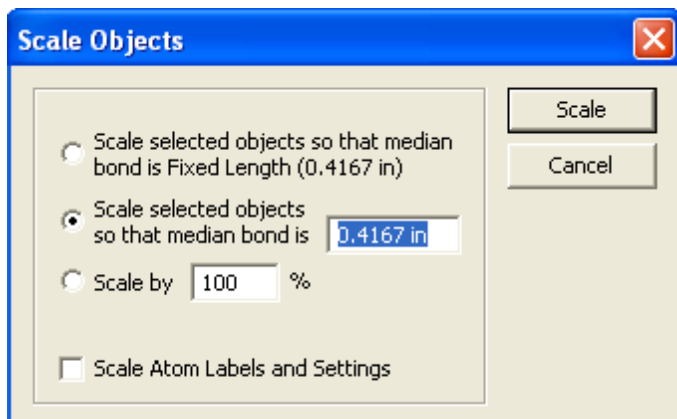 Scale Objects
Scale selected objects so that median
bond is Fixed Length (0.4167 in)
Scale selected objects
so that median bond is 0.4167 in
Scale by 100 %
Scale Atom Labels and Settings
Scale
Cancel